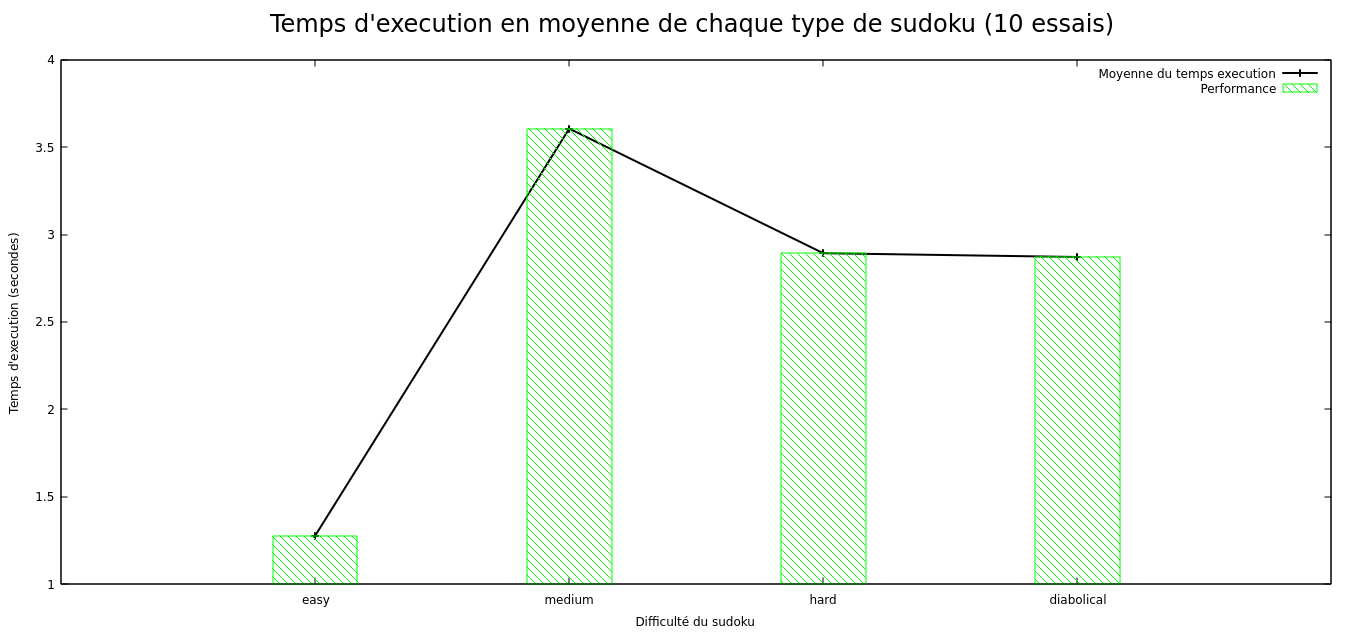 Temps d'execution en moyenne de chaque type de sudoku (10 essais)
Moyenne du temps execution
Performance
4
3.5
3
2.5
2
1.5
1
Temps d'execution (secondes)
easy medium hard diabolical
Difficulté du sudoku